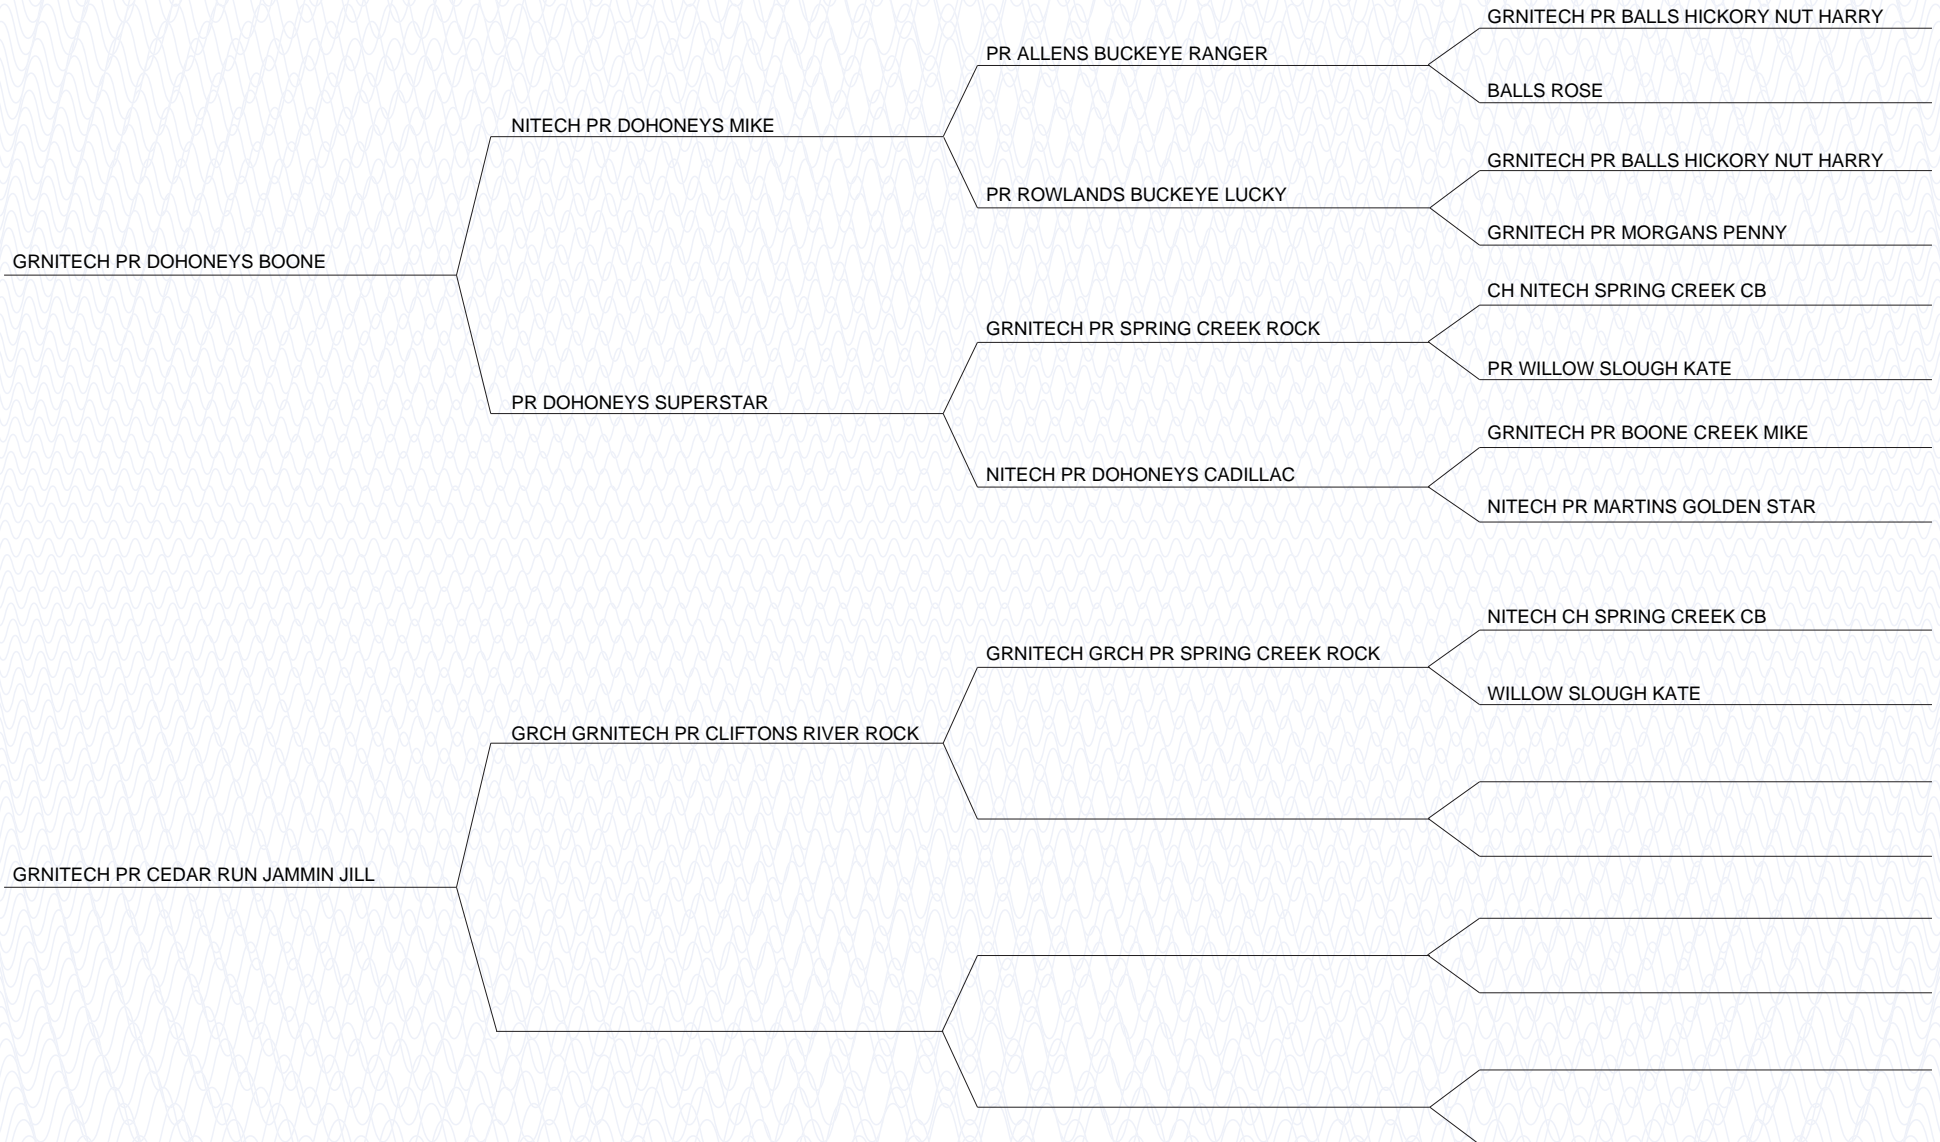 GRNITECH PR BALLS HICKORY NUT HARRY
PR ALLENS BUCKEYE RANGER
BALLS ROSE
NITECH PR DOHONEYS MIKE
GRNITECH PR BALLS HICKORY NUT HARRY
PR ROWLANDS BUCKEYE LUCKY
GRNITECH PR MORGANS PENNY
GRNITECH PR DOHONEYS BOONE
CH NITECH SPRING CREEK CB
GRNITECH PR SPRING CREEK ROCK
PR WILLOW SLOUGH KATE
PR DOHONEYS SUPERSTAR
GRNITECH PR BOONE CREEK MIKE
NITECH PR DOHONEYS CADILLAC
NITECH PR MARTINS GOLDEN STAR
NITECH CH SPRING CREEK CB
GRNITECH GRCH PR SPRING CREEK ROCK
WILLOW SLOUGH KATE
GRCH GRNITECH PR CLIFTONS RIVER ROCK
GRNITECH PR CEDAR RUN JAMMIN JILL